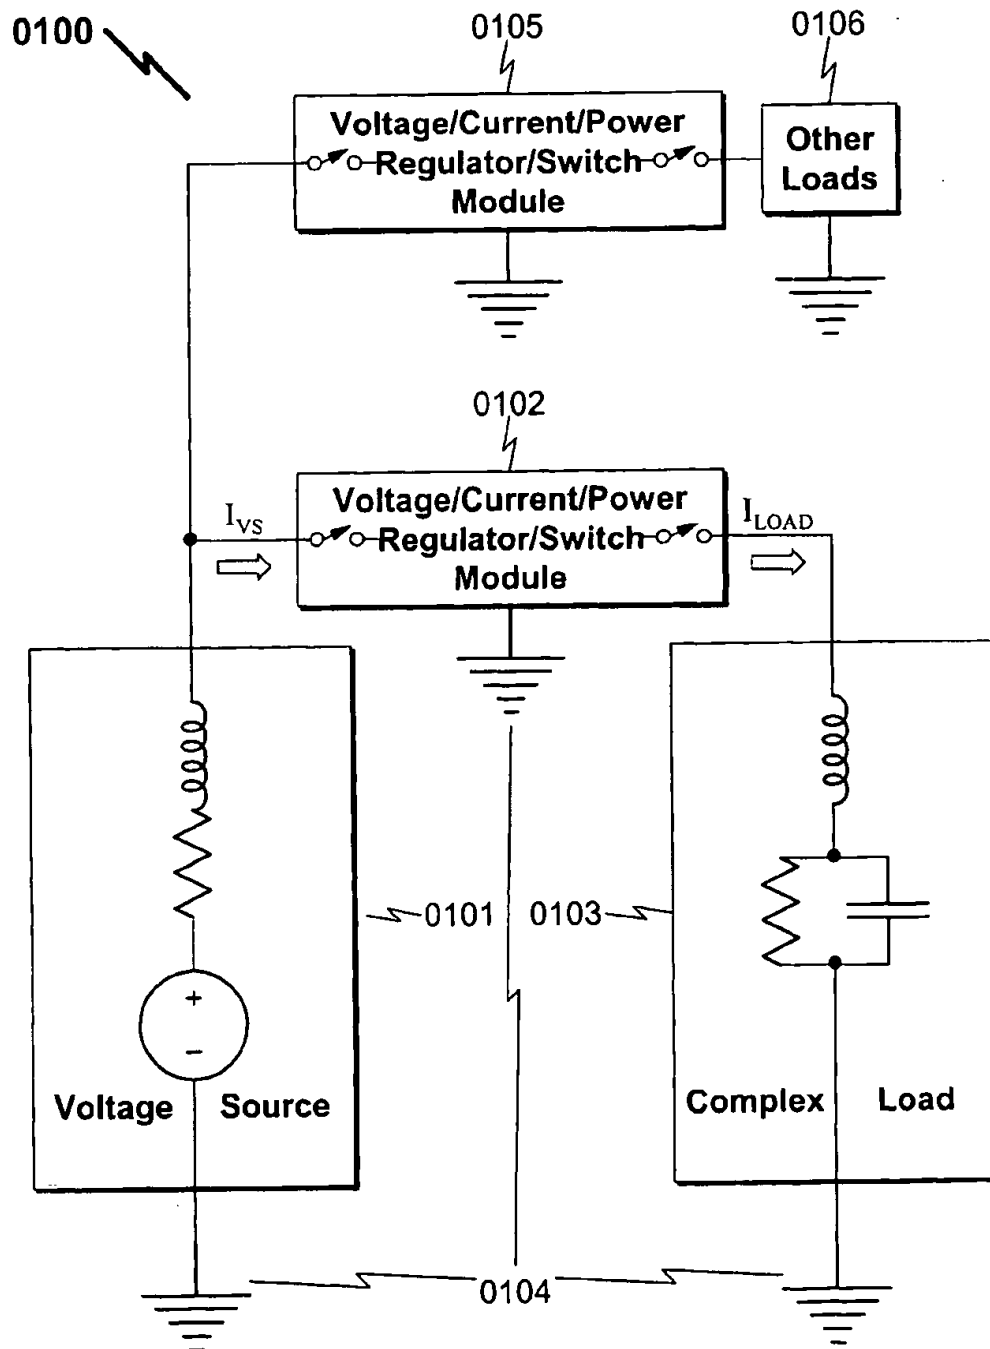 0100
0105
0106
Voltage/Current/Power
Regulator/Switch
Module
Other
Loads
0102
I_VS
Voltage/Current/Power
Regulator/Switch
Module
I_LOAD
0101
0103
+
−
Voltage Source
Complex Load
0104